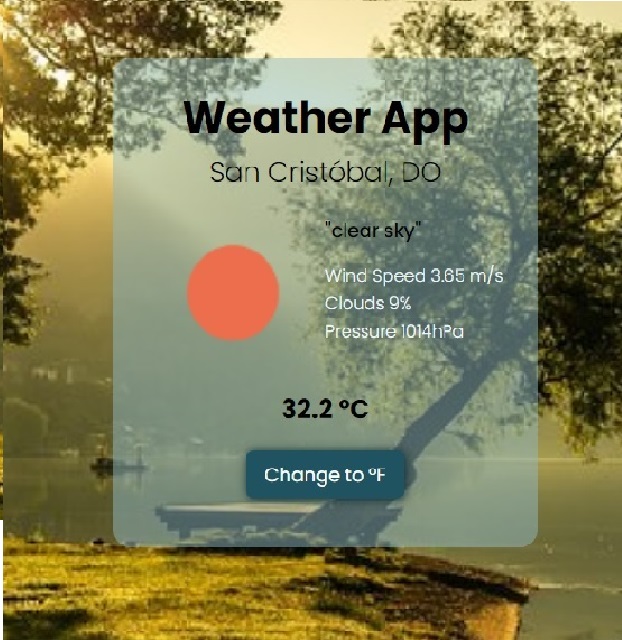 Weather App
San Cristóbal, DO
"clear sky"
Wind Speed 3.65 m/s
Clouds 9%
Pressure 1014hPa
32.2 °C
Change to °F